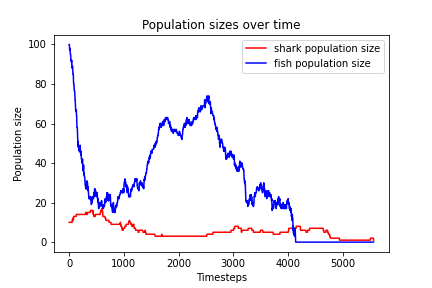 Population sizes over time
shark population size
fish population size
Population size
100
80
60
40
20
0
0 1000 2000 3000 4000 5000
Timesteps